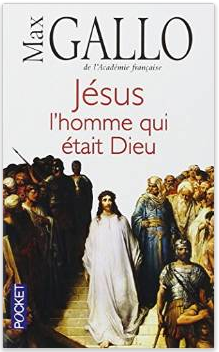 Max
GALLO
de l'Académie française
Jésus
l'homme qui
était Dieu
POCKET